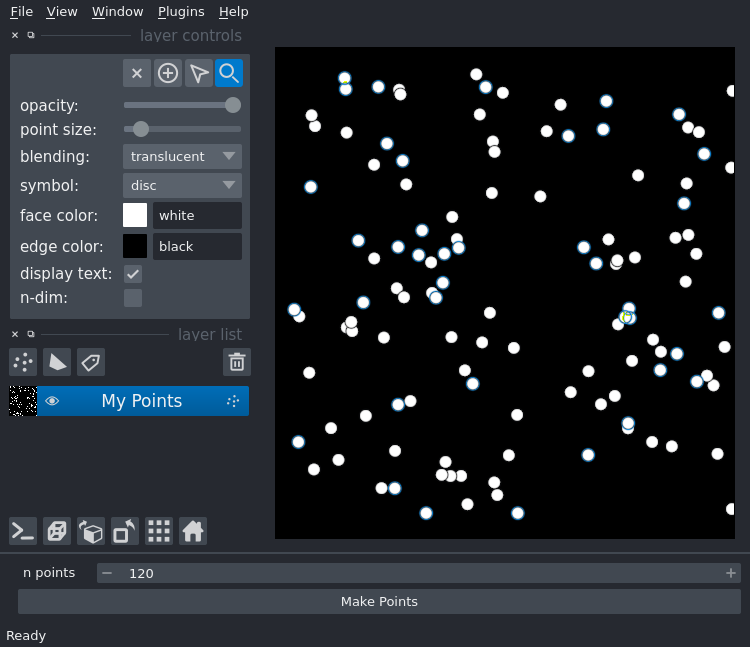 File View Window Plugins Help
layer controls
opacity:
point size:
blending: translucent
symbol: disc
face color: white
edge color: black
display text:
n-dim:
layer list
My Points
n points 120
Make Points
Ready